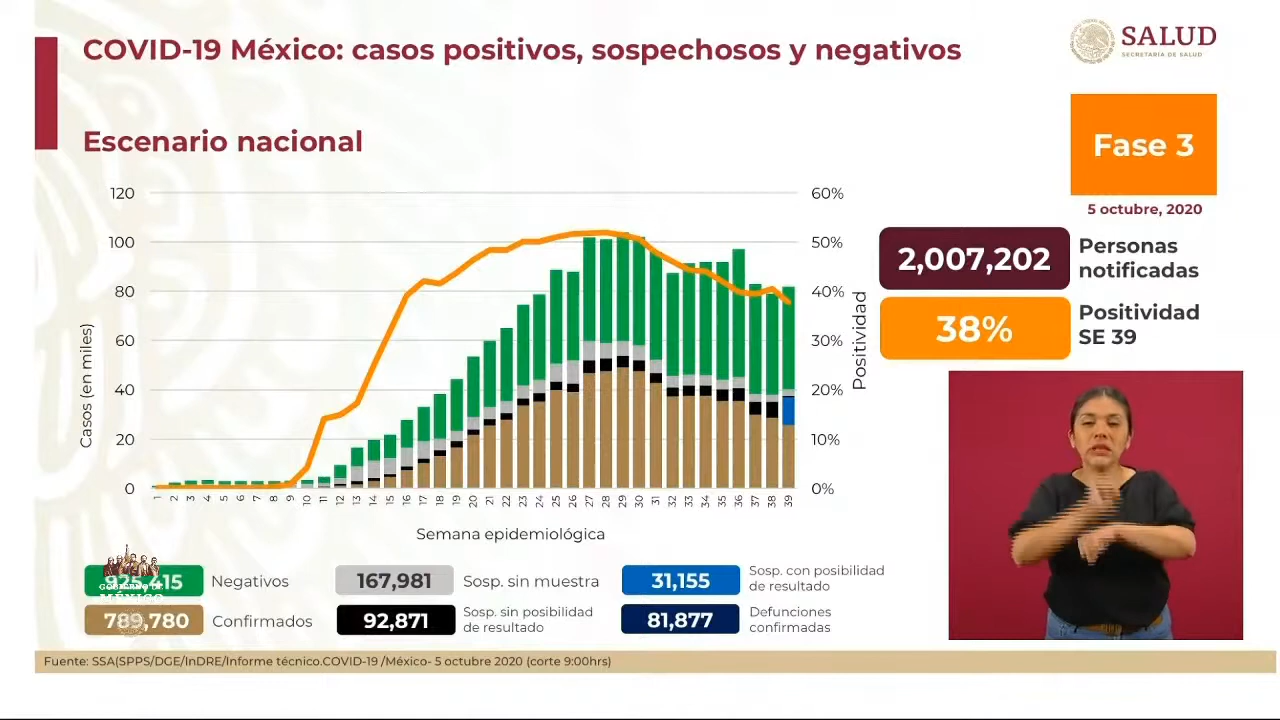 COVID-19 México: casos positivos, sospechosos y negativos
SALUD
SECRETARÍA DE SALUD
Escenario nacional
Fase 3
5 octubre, 2020
2,007,202
Personas
notificadas
38%
Positividad
SE 39
Casos (en miles)
120
100
80
60
40
20
0
60%
50%
40%
30%
20%
10%
0%
Positividad
1 2 3 4 5 6 7 8 9 10 11 12 13 14 15 16 17 18 19 20 21 22 23 24 25 26 27 28 29 30 31 32 33 34 35 36 37 38 39
Semana epidemiológica
925,415 Negativos
167,981 Sosp. sin muestra
31,155 Sosp. con posibilidad
de resultado
789,780 Confirmados
92,871 Sosp. sin posibilidad
de resultado
81,877 Defunciones
confirmadas
GOBIERNO DE
MÉXICO
Fuente: SSA(SPPS/DGE/InDRE/Informe técnico.COVID-19 /México- 5 octubre 2020 (corte 9:00hrs)